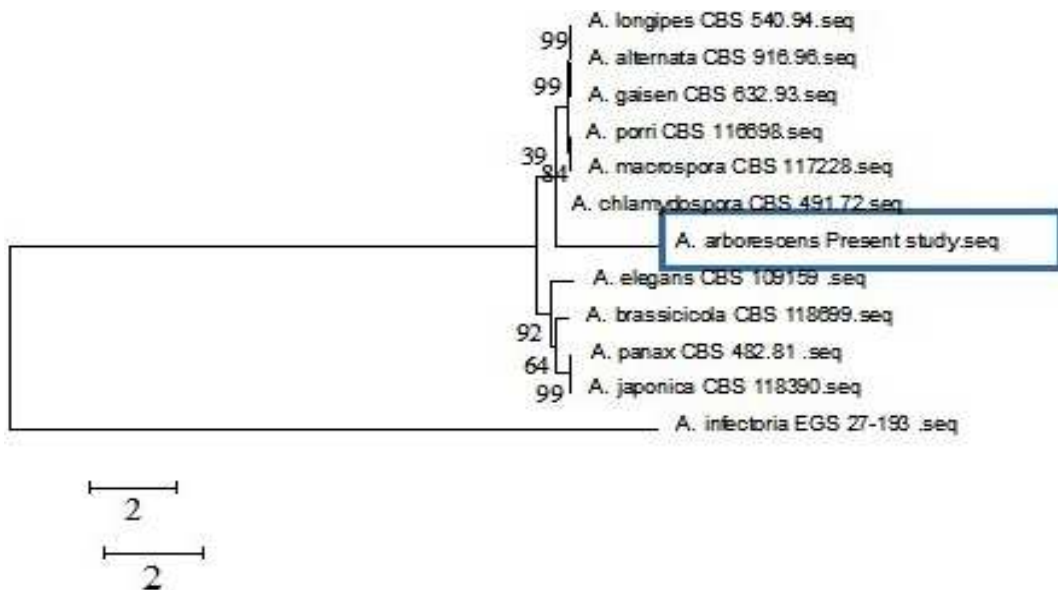 A. longipes CBS 540.94.seq
99
A. alternata CBS 916.96.seq
99
A. gaisen CBS 632.93.seq
A. porri CBS 116698.seq
39
84
A. macrospora CBS 117228.seq
A. chlamydospora CBS 491.72.seq
A. arborescens Present study.seq
A. elegans CBS 109159 .seq
A. brassicicola CBS 118699.seq
92
A. panax CBS 482.81 .seq
64
A. japonica CBS 118390.seq
99
A. infectoria EGS 27-193 .seq
2
2